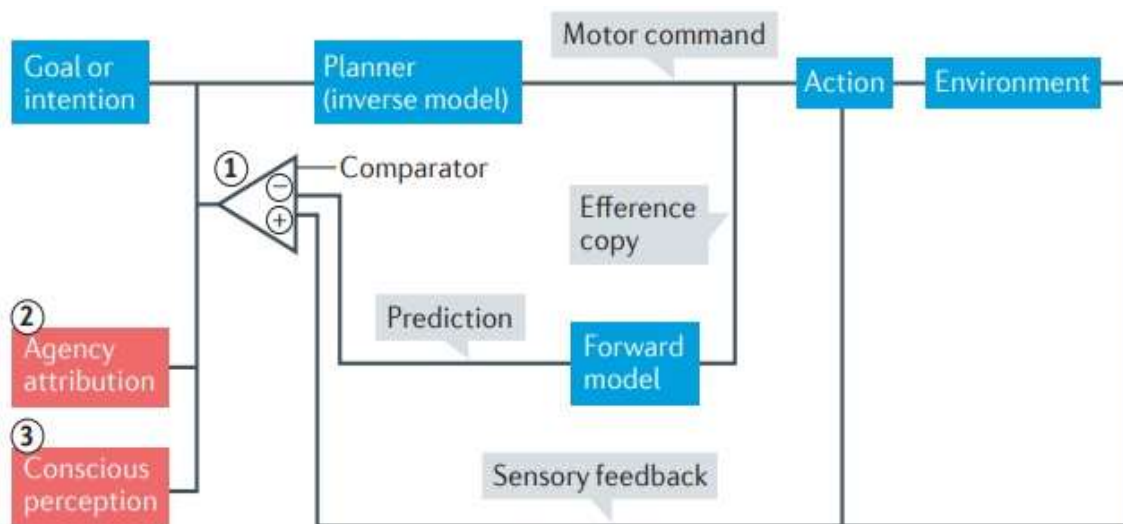 Motor command
Goal or
intention
Planner
(inverse model)
Action
Environment
1
Comparator
−
+
Efference
copy
Prediction
Forward
model
2
Agency
attribution
3
Conscious
perception
Sensory feedback